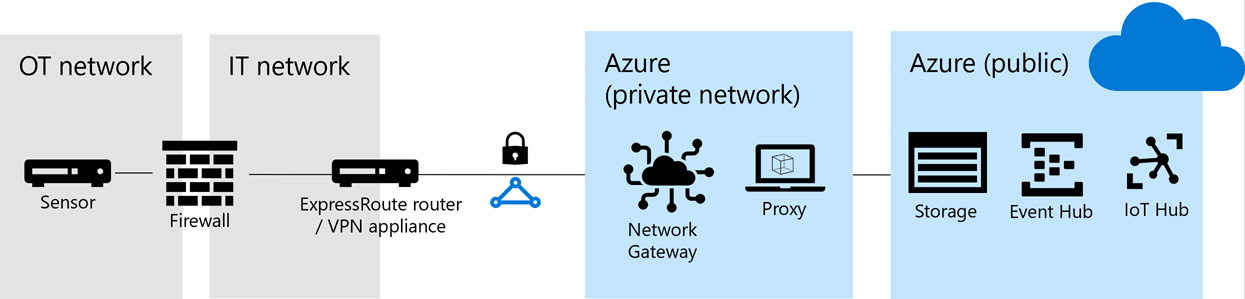 OT network
IT network
Azure
(private network)
Azure (public)
Sensor
Firewall
ExpressRoute router
/ VPN appliance
Network
Gateway
Proxy
Storage
Event Hub
IoT Hub